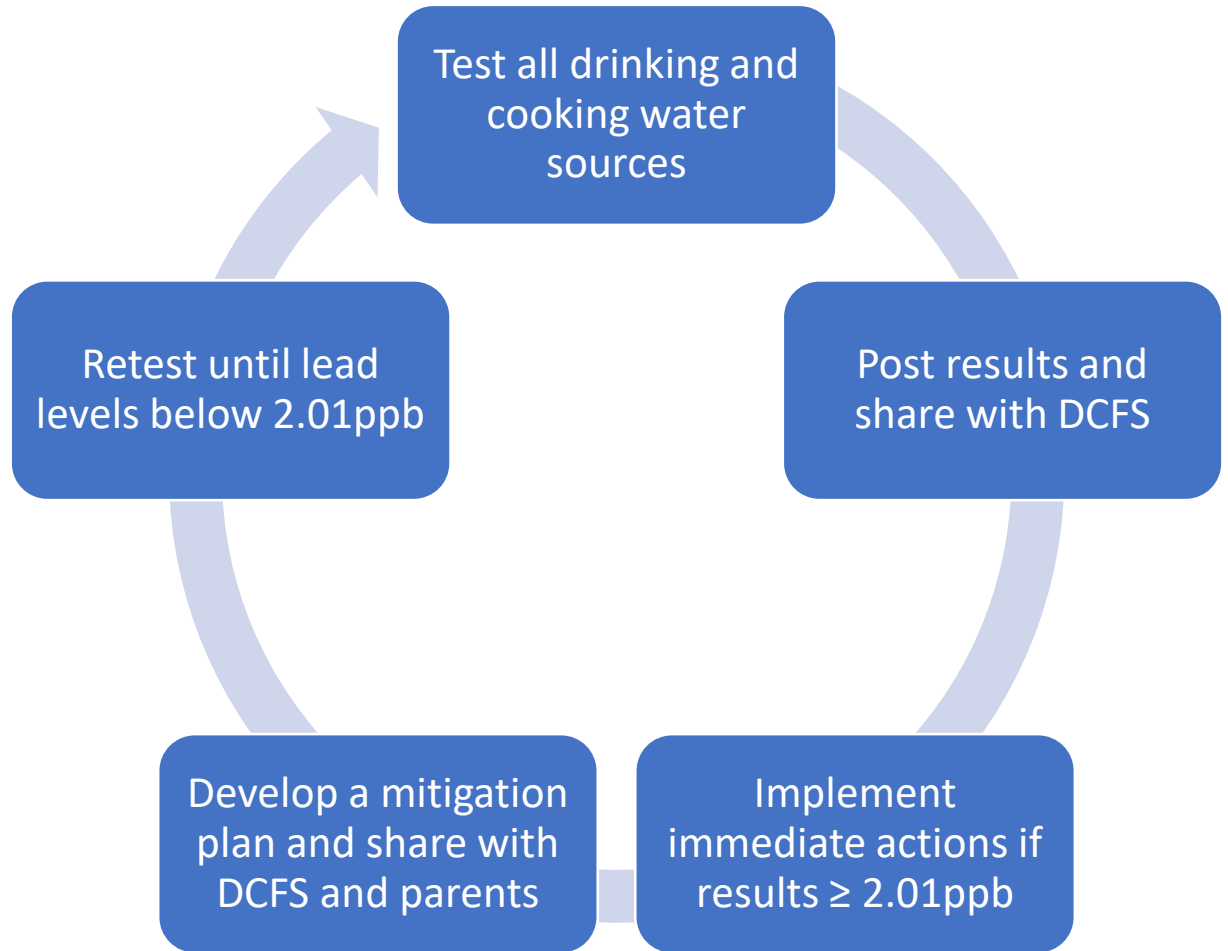 Test all drinking and
cooking water
sources
Post results and
share with DCFS
Implement
immediate actions if
results ≥ 2.01ppb
Develop a mitigation
plan and share with
DCFS and parents
Retest until lead
levels below 2.01ppb